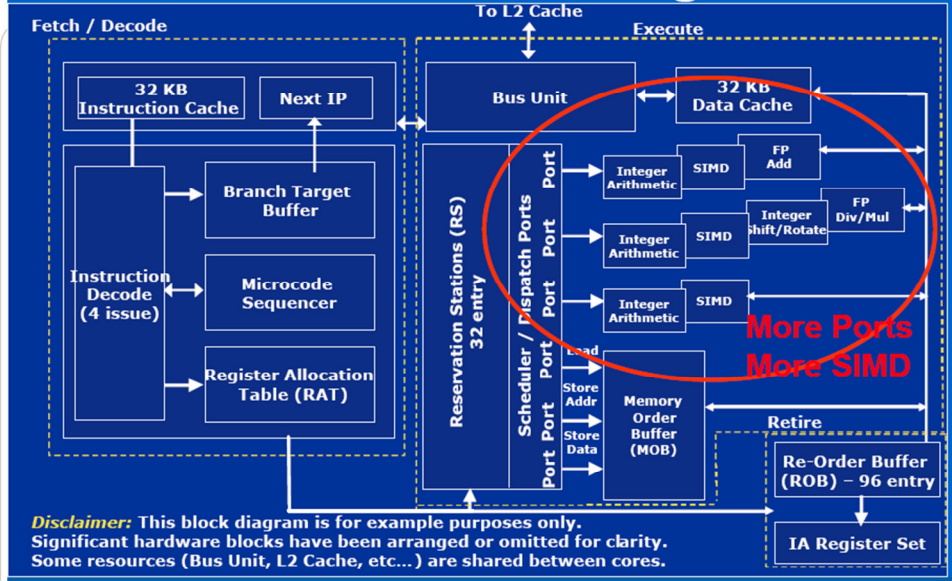 To L2 Cache
Fetch / Decode
Execute
32 KB
Instruction Cache
Next IP
Bus Unit
32 KB
Data Cache
Branch Target
Buffer
Instruction
Decode
(4 issue)
Microcode
Sequencer
Register Allocation
Table (RAT)
Reservation Stations (RS)
32 entry
Scheduler / Dispatch Ports
Port
Port
Port
Port
Port
Port
Integer
Arithmetic
SIMD
FP
Add
Integer
Arithmetic
SIMD
Integer
Shift/Rotate
FP
Div/Mul
Integer
Arithmetic
SIMD
More Ports
More SIMD
Load
Store
Addr
Store
Data
Memory
Order
Buffer
(MOB)
Retire
Re-Order Buffer
(ROB) – 96 entry
IA Register Set
Disclaimer: This block diagram is for example purposes only.
Significant hardware blocks have been arranged or omitted for clarity.
Some resources (Bus Unit, L2 Cache, etc...) are shared between cores.